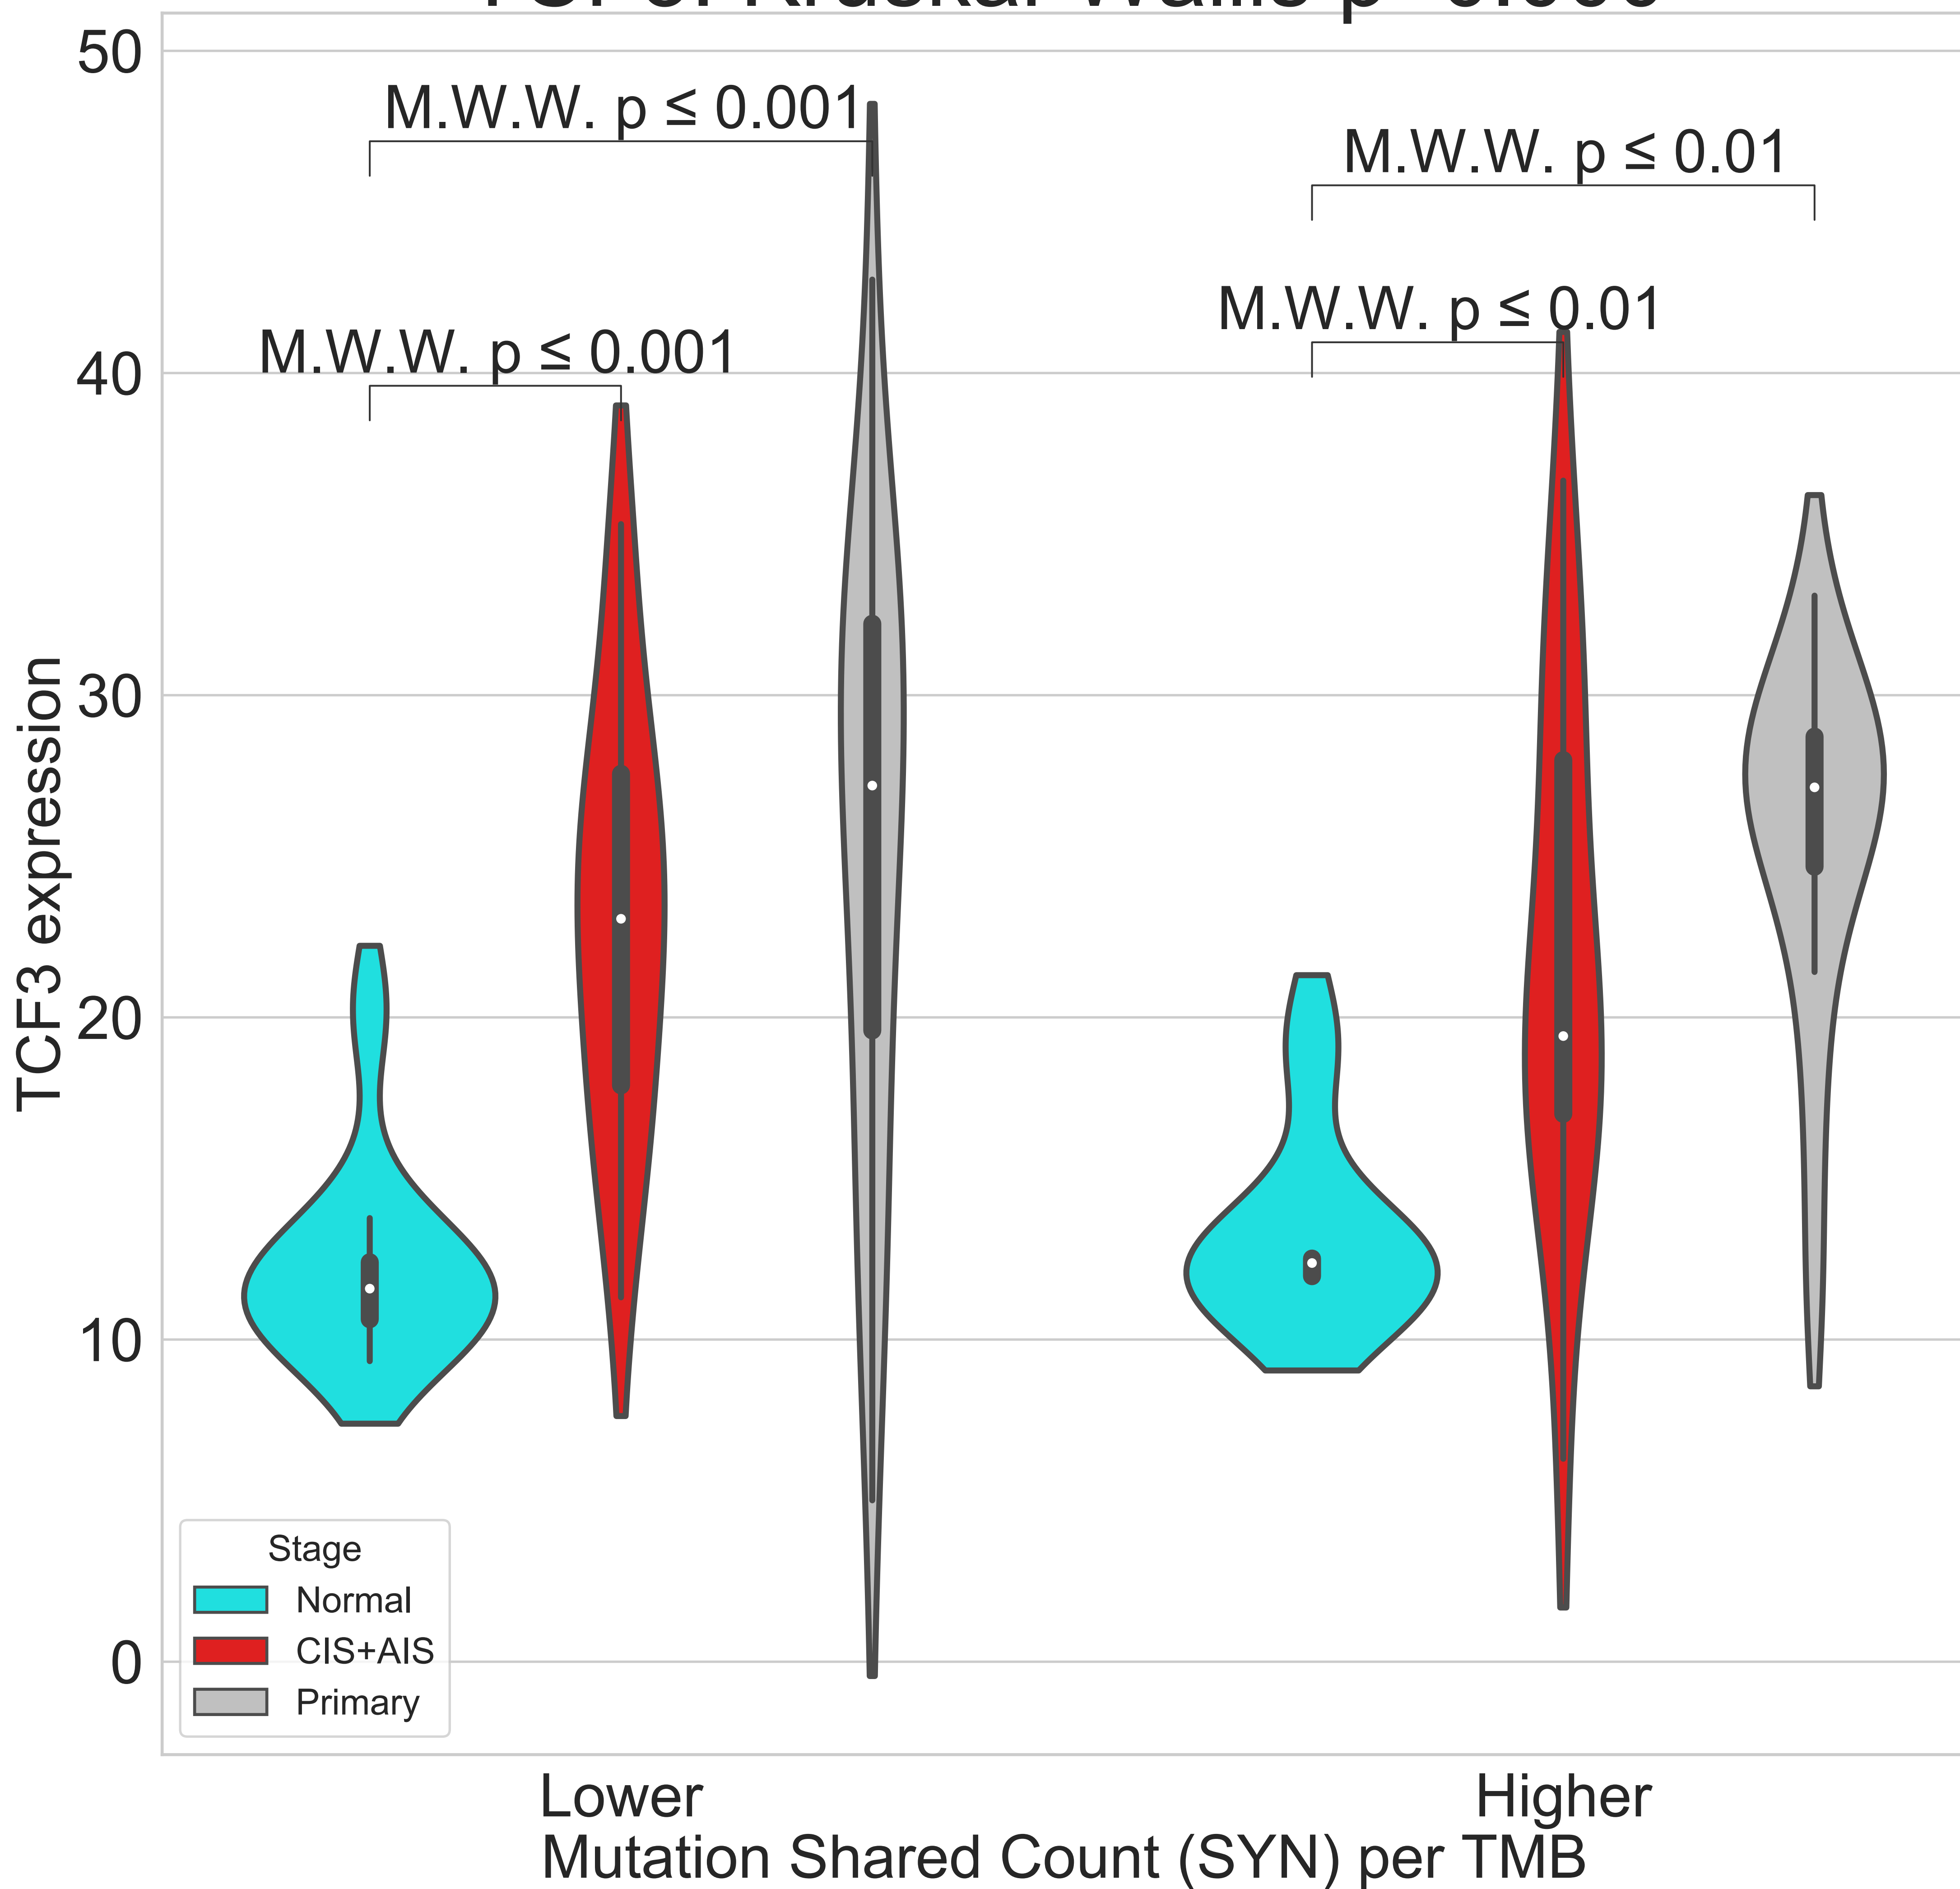 50
M.W.W. p ≤ 0.001
M.W.W. p ≤ 0.01
M.W.W. p ≤ 0.01
M.W.W. p ≤ 0.001
40
30
TCF3 expression
20
10
0
Stage
Normal
CIS+AIS
Primary
Lower
Higher
Mutation Shared Count (SYN) per TMB